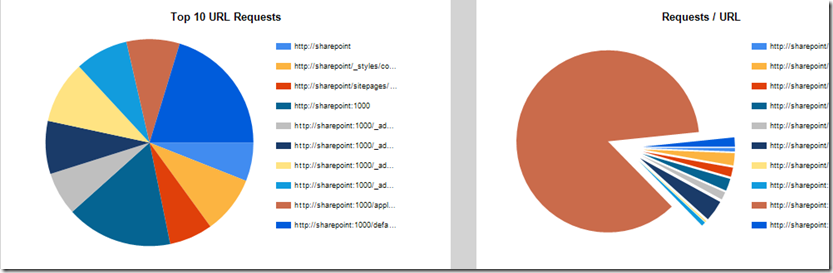 Top 10 URL Requests
http://sharepoint
http://sharepoint/_styles/co...
http://sharepoint/sitepages/...
http://sharepoint:1000
http://sharepoint:1000/_ad...
http://sharepoint:1000/_ad...
http://sharepoint:1000/_ad...
http://sharepoint:1000/_ad...
http://sharepoint:1000/appl...
http://sharepoint:1000/defa...
Requests / URL
http://sharepoint/
http://sharepoint/
http://sharepoint/
http://sharepoint/
http://sharepoint/
http://sharepoint/
http://sharepoint/
http://sharepoint:
http://sharepoint:
http://sharepoint: